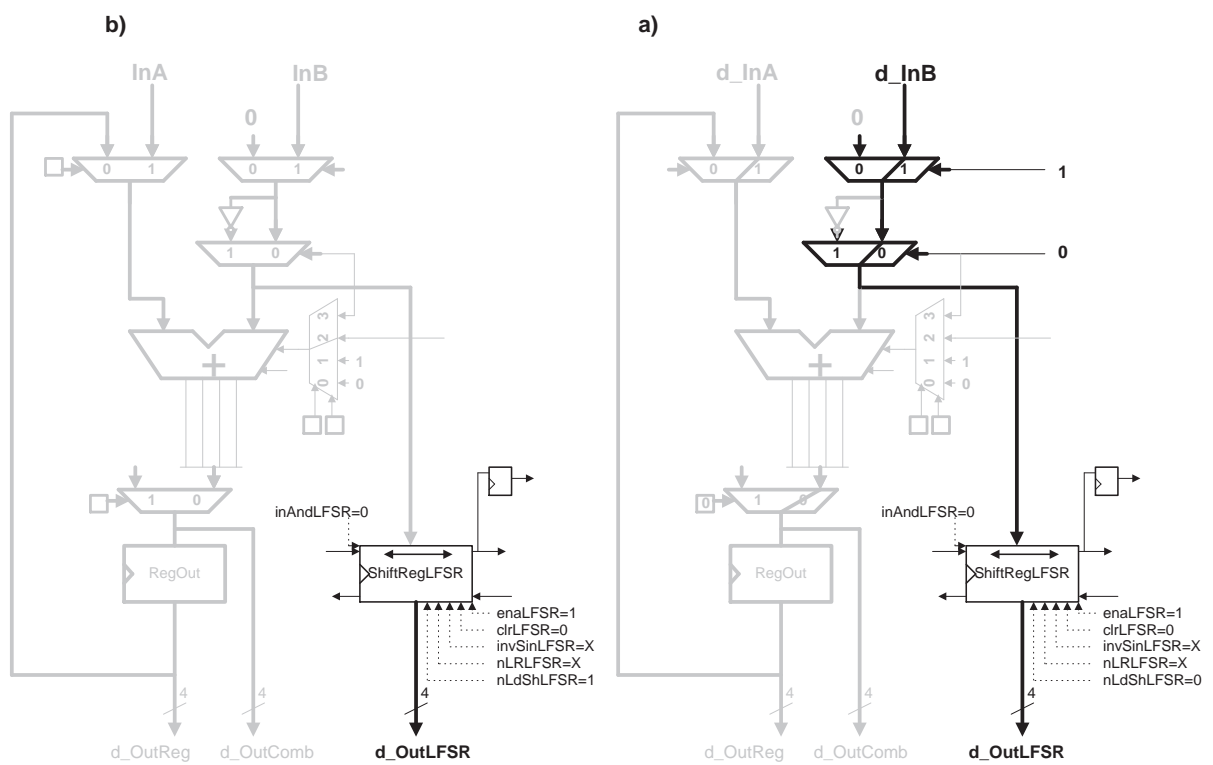 b)
a)
InA
InB
0
0 1
0 1
1 0
3
2
1
0
1
0
1 0
inAndLFSR=0
RegOut
ShiftRegLFSR
enaLFSR=1
clrLFSR=0
invSinLFSR=X
nLRLFSR=X
nLdShLFSR=1
4
4
4
d_OutReg
d_OutComb
d_OutLFSR
d_InA
d_InB
0
0 1
0 1
1
1 0
0
3
2
1
0
1
0
0
1 0
inAndLFSR=0
RegOut
ShiftRegLFSR
enaLFSR=1
clrLFSR=0
invSinLFSR=X
nLRLFSR=X
nLdShLFSR=0
4
4
4
d_OutReg
d_OutComb
d_OutLFSR